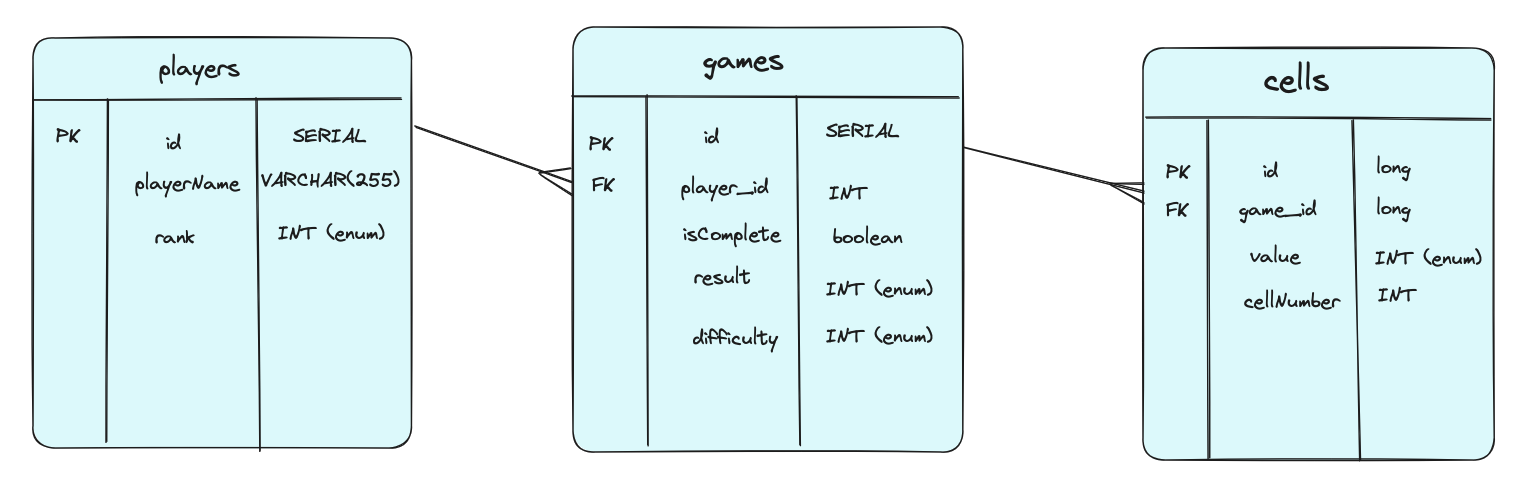 players
PK id SERIAL
playerName VARCHAR(255)
rank INT (enum)
games
PK id SERIAL
FK player_id INT
isComplete boolean
result INT (enum)
difficulty INT (enum)
cells
PK id long
FK game_id long
value INT (enum)
cellNumber INT